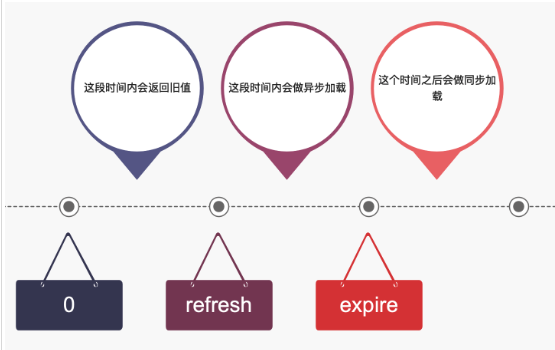 这段时间内会返回旧值
这段时间内会做异步加载
这个时间之后会做同步加
载
0
refresh
expire